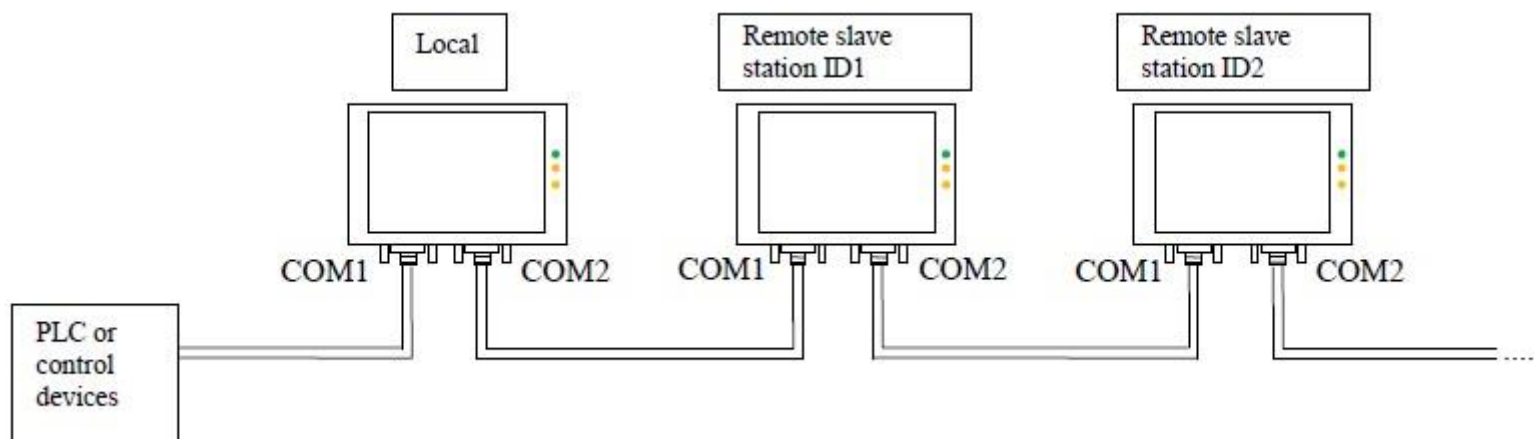 Local
Remote slave
station ID1
Remote slave
station ID2
COM1
COM2
COM1
COM2
COM1
COM2
PLC or
control
devices